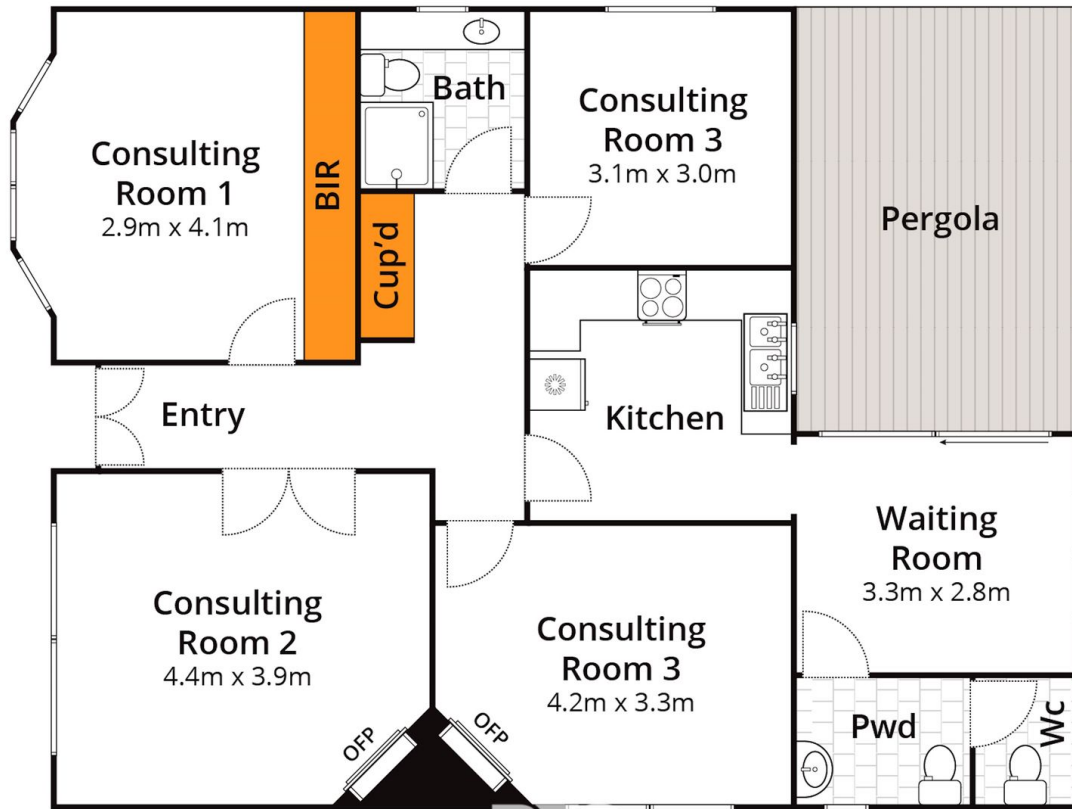 Consulting
Room 1
2.9m x 4.1m
BIR
Bath
Cup'd
Consulting
Room 3
3.1m x 3.0m
Pergola
Entry
Kitchen
Waiting
Room
3.3m x 2.8m
Consulting
Room 2
4.4m x 3.9m
OFP
OFP
Consulting
Room 3
4.2m x 3.3m
Pwd
Wc